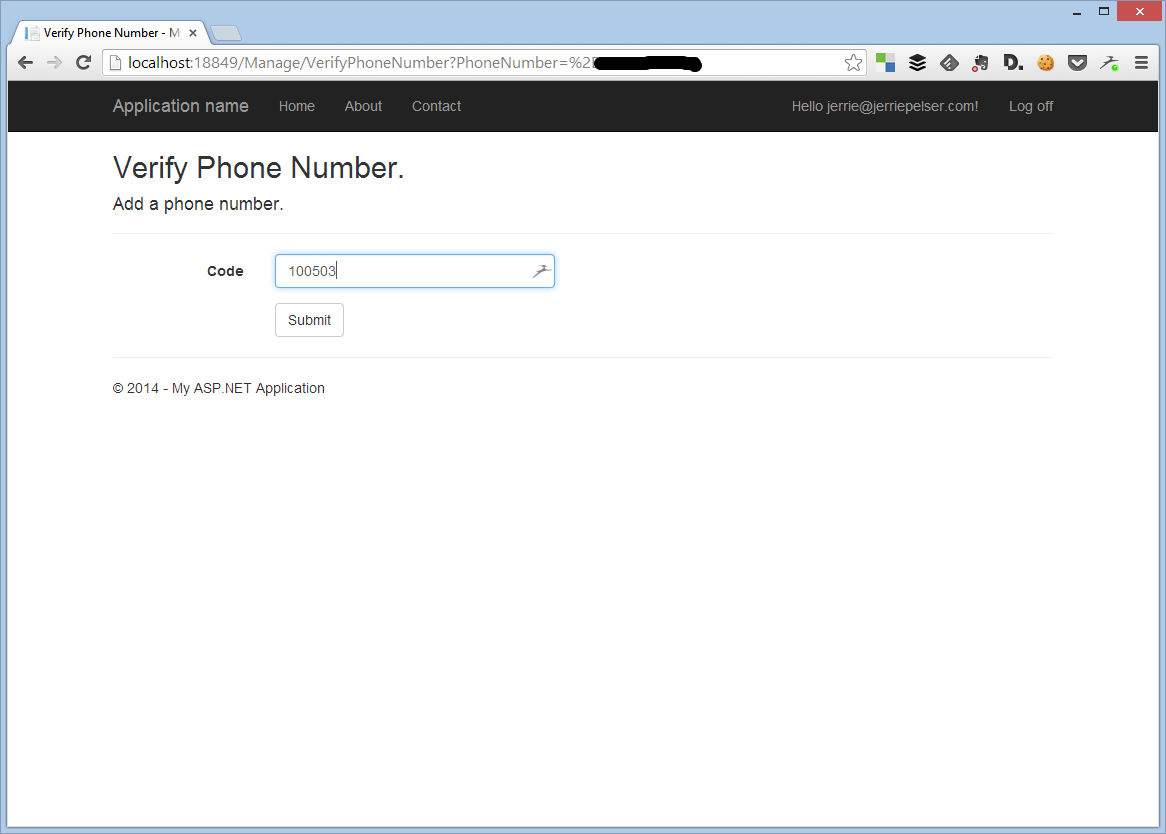 Verify Phone Number - M
localhost:18849/Manage/VerifyPhoneNumber?PhoneNumber=%2
D.
Application name Home About Contact Hello jerrie@jerriepelser.com! Log off
Verify Phone Number.
Add a phone number.
Code 100503
Submit
© 2014 - My ASP.NET Application